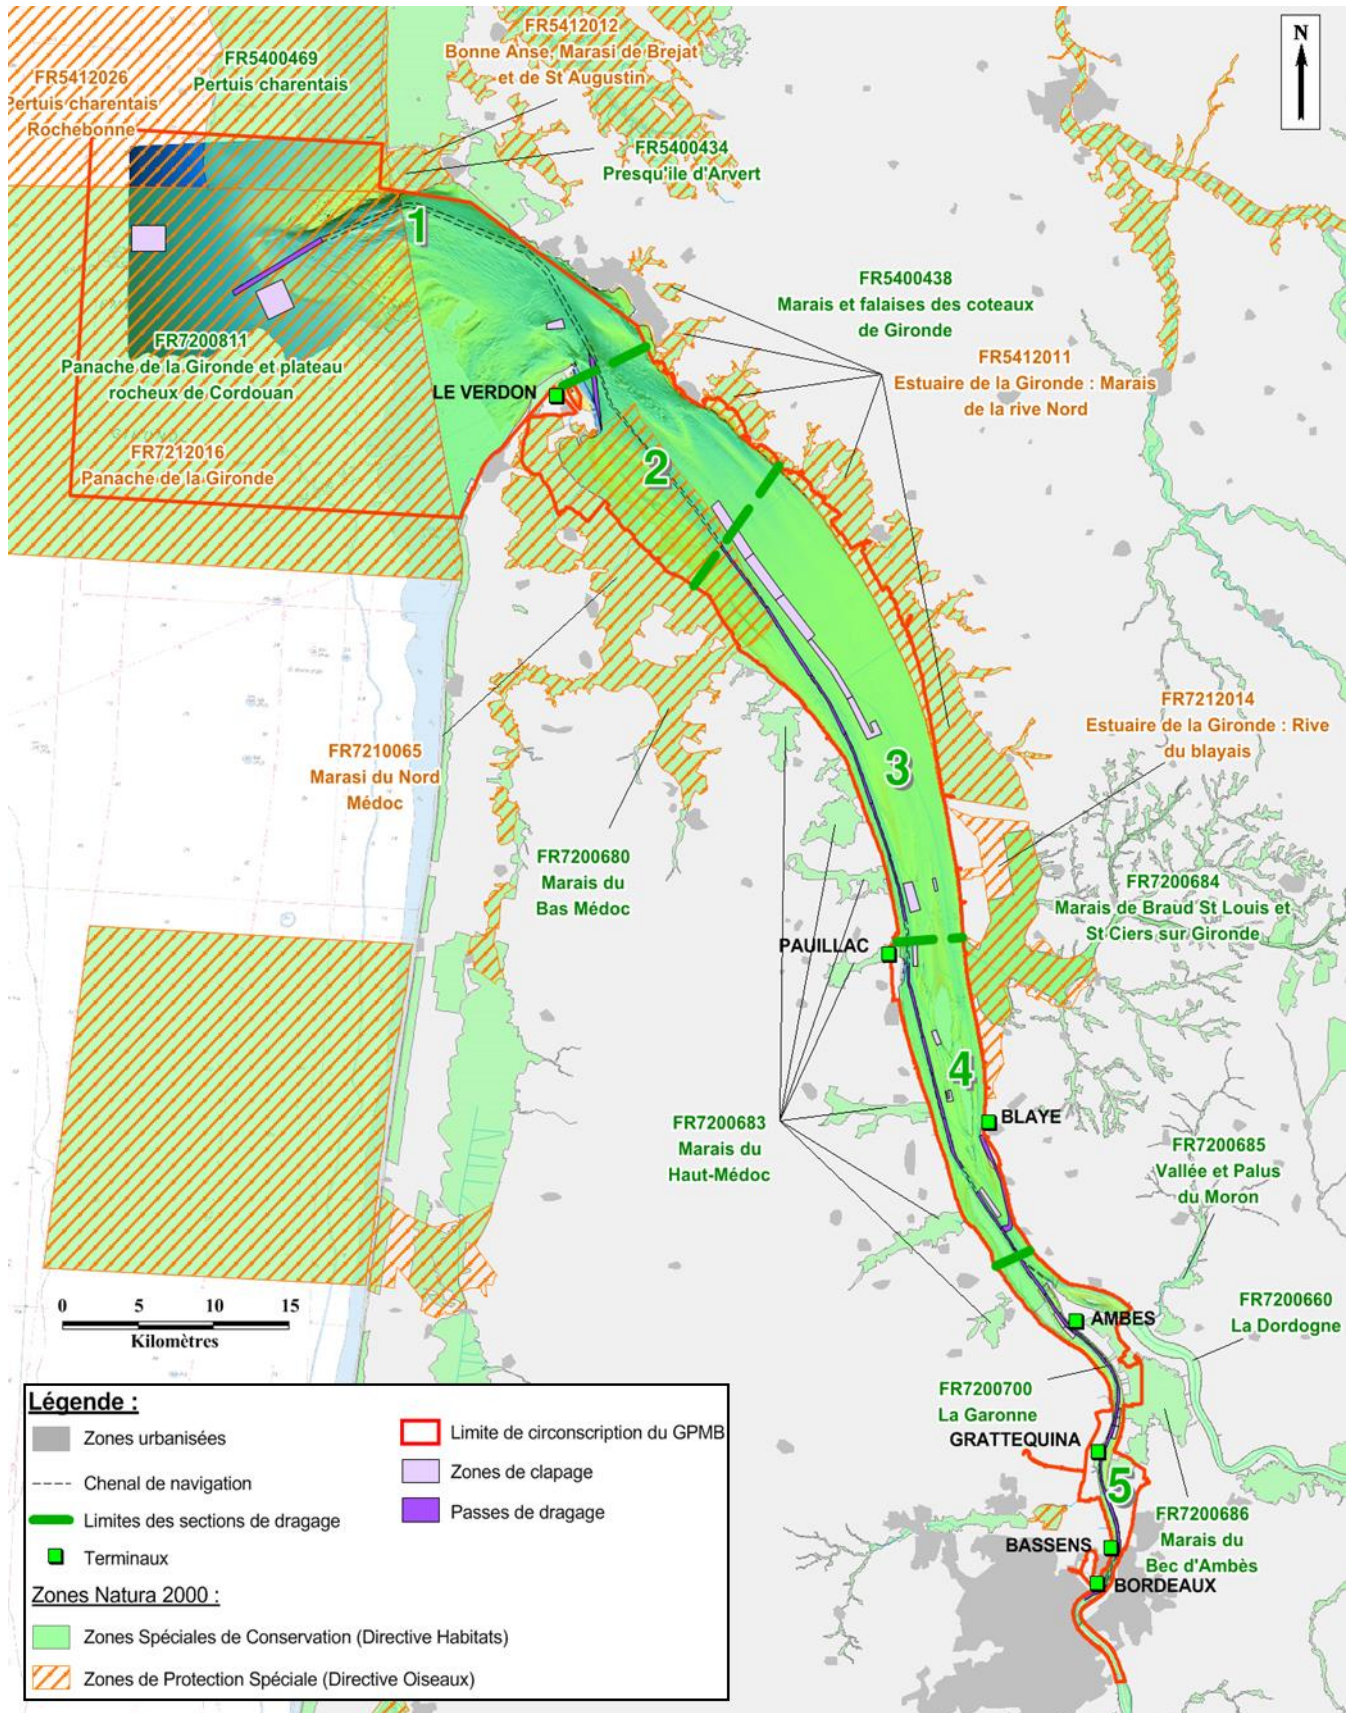 FR5412012
Bonne Anse, Marasi de Brejat
et de St Augustin
N
FR5400469
Pertuis charentais
FR5412026
Pertuis charentais
Rochebonne
FR5400434
Presqu'ile d'Arvert
1
FR5400438
Marais et falaises des coteaux
de Gironde
FR7200811
Panache de la Gironde et plateau
rocheux de Cordouan
FR5412011
Estuaire de la Gironde : Marais
de la rive Nord
LE VERDON
FR7212016
Panache de la Gironde
2
FR7212014
Estuaire de la Gironde : Rive
du blayais
FR7210065
Marasi du Nord
Médoc
3
FR7200680
Marais du
Bas Médoc
FR7200684
Marais de Braud St Louis et
St Ciers sur Gironde
PAUILLAC
4
FR7200683
Marais du
Haut-Médoc
BLAYE
FR7200685
Vallée et Palus
du Moron
FR7200660
La Dordogne
AMBES
0 5 10 15
Kilomètres
FR7200700
La Garonne
GRATTEQUINA
5
FR7200686
Marais du
Bec d'Ambès
BASSENS
BORDEAUX
Légende :
Zones urbanisées
Chenal de navigation
Limites des sections de dragage
Terminaux
Limite de circonscription du GPMB
Zones de clapage
Passes de dragage
Zones Natura 2000 :
Zones Spéciales de Conservation (Directive Habitats)
Zones de Protection Spéciale (Directive Oiseaux)